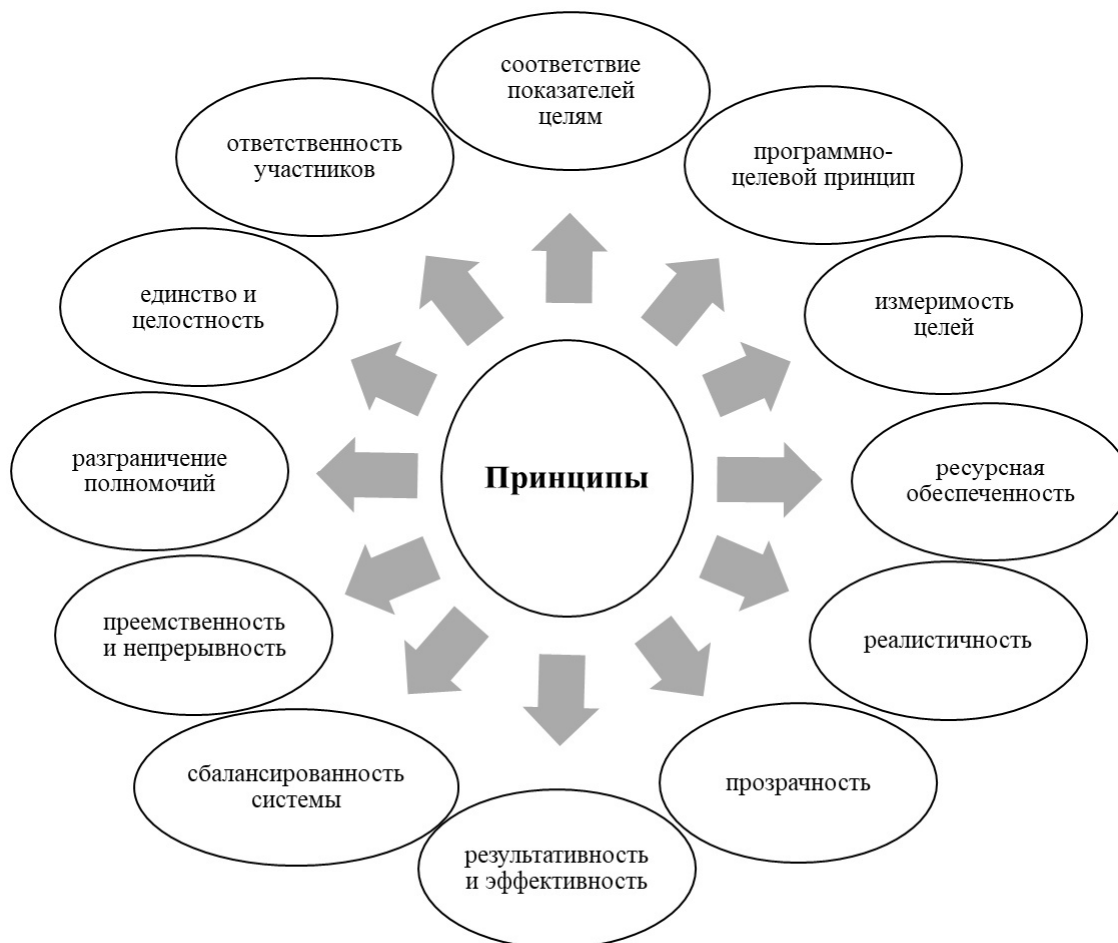 соответствие
показателей
целям
программно-
целевой принцип
измеримость
целей
ресурсная
обеспеченность
реалистичность
прозрачность
результативность
и эффективность
сбалансированность
системы
преемственность
и непрерывность
разграничение
полномочий
единство и
целостность
ответственность
участников
Принципы